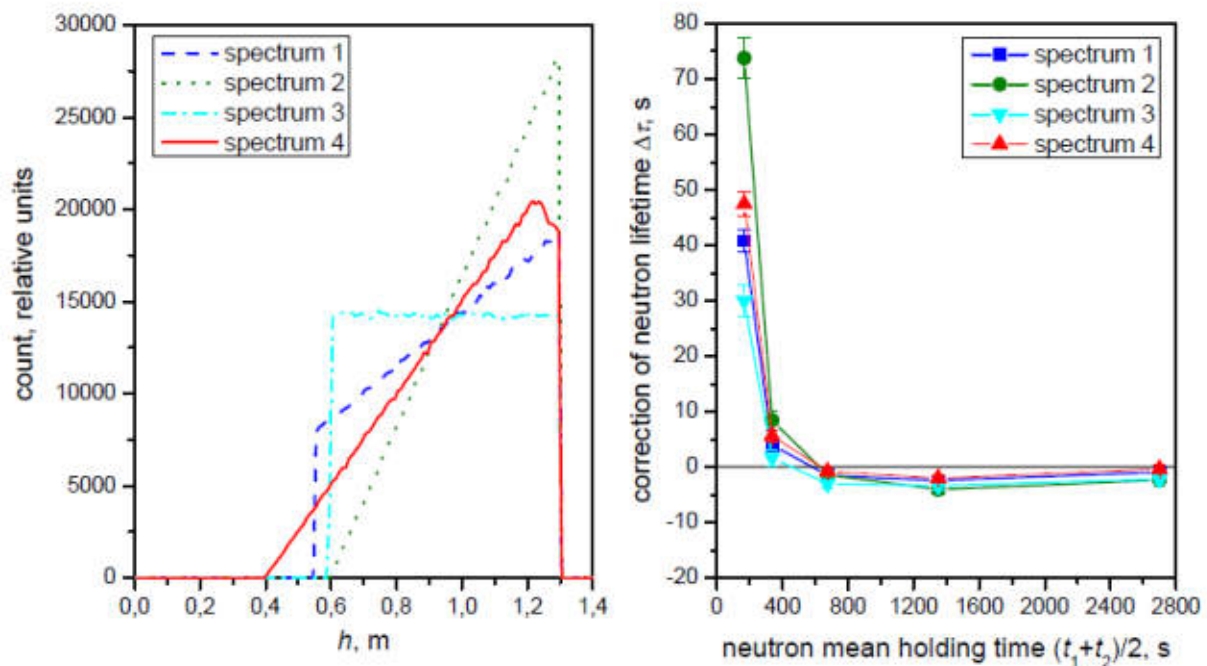 30000
25000
20000
15000
10000
5000
0
count, relative units
spectrum 1
spectrum 2
spectrum 3
spectrum 4
0,0 0,2 0,4 0,6 0,8 1,0 1,2 1,4
h, m
80
70
60
50
40
30
20
10
0
-10
-20
correction of neutron lifetime Δτ, s
spectrum 1
spectrum 2
spectrum 3
spectrum 4
0 400 800 1200 1600 2000 2400 2800
neutron mean holding time (t₁+t₂)/2, s